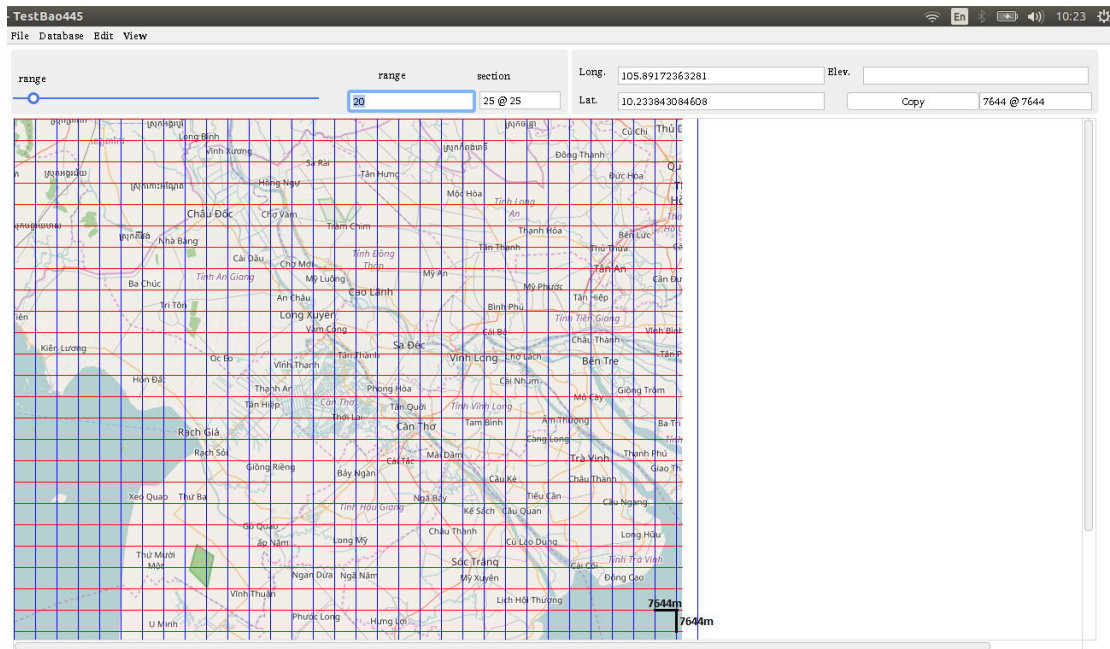 - TestBao445
En 10:23
File Database Edit View
range
range section
20 25 @ 25
Long. 105.89172363281 Elev.
Lat. 10.233843084608 Copy 7644 @ 7644
Long Bình
Củ Chi
Vĩnh Xương
Sa Rài
Đông Thành
Tân Hưng
Đức Hòa
Hồng Ngự
Mộc Hóa
Tỉnh Long An
Châu Đốc
Chợ Vàm
Tràm Chim
Thạnh Hóa
Bến Lức
Nhà Bàng
Tân Thạnh
Thủ Thừa
Cái Dầu
Chợ Mới
Tỉnh Đồng Tháp
Tân An
Tỉnh An Giang
Mỹ Luông
Mỹ An
Ba Chúc
Cao Lãnh
Mỹ Phước
An Châu
Tân Hiệp
Tri Tôn
Bình Phú
Long Xuyên
Tỉnh Tiền Giang
Vàm Cống
Cái Bè
Châu Thành
Kiên Lương
Sa Đéc
Óc Eo
Tân Thành
Vĩnh Long
Chợ Lách
Bến Tre
Vĩnh Thạnh
Hòn Đất
Cái Nhum
Thạnh An
Phong Hòa
Giồng Trôm
Mỏ Cày
Tân Hiệp
Cần Thơ
Tân Quới
Tỉnh Vĩnh Long
Thới Lai
Cần Thơ
Tam Bình
Ba Tri
Rạch Giá
Càng Long
Rạch Sỏi
Mái Dầm
Trà Vinh
Thạnh Phú
Cái Tắc
Giồng Riềng
Bảy Ngàn
Cầu Kè
Châu Thành
Xẻo Quao
Thứ Ba
Ngã Bảy
Tiểu Cần
Cầu Ngang
Tỉnh Hậu Giang
Kế Sách
Cầu Quan
Gò Quao
Châu Thành
Long Hữu
ấp Năm
Long Mỹ
Cù Lao Dung
Thứ Mười Một
Sóc Trăng
Tỉnh Trà Vinh
Ngan Dừa
Ngã Năm
Mỹ Xuyên
Đông Cao
Vĩnh Thuận
Lịch Hội Thượng
7644m
Phước Long
Hưng Lợi
7644m
U Minh